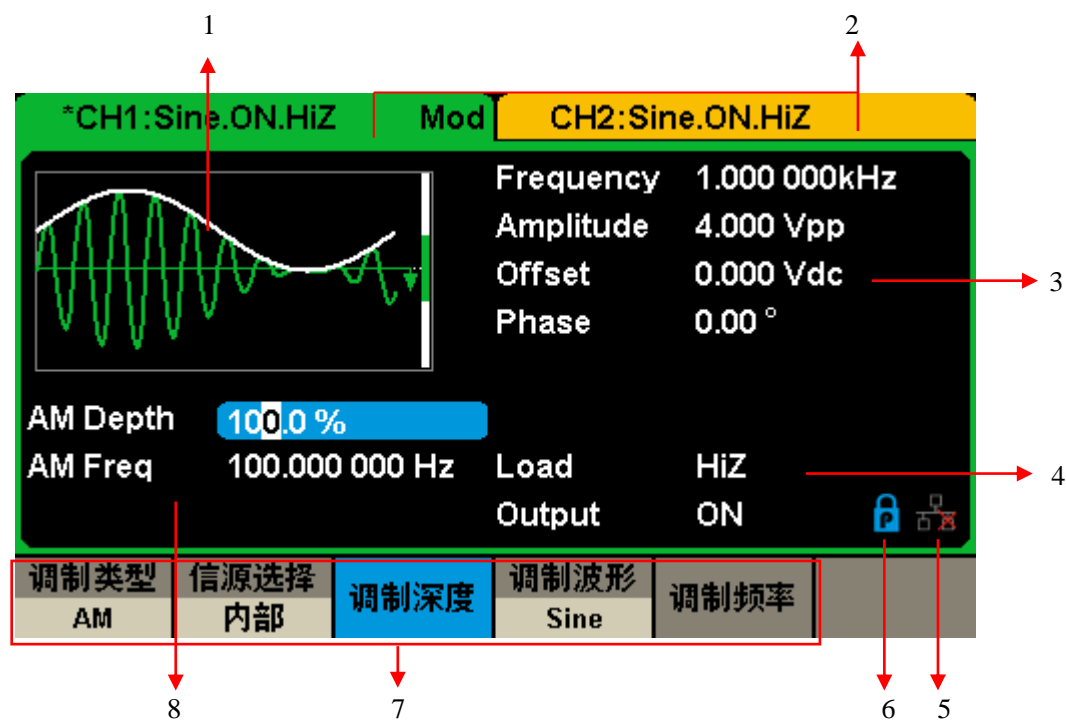 1 2
*CH1:Sine.ON.HiZ Mod CH2:Sine.ON.HiZ
Frequency 1.000 000kHz
Amplitude 4.000 Vpp
Offset 0.000 Vdc
3
Phase 0.00 °
AM Depth 100.0 %
AM Freq 100.000 000 Hz Load HiZ
4
Output ON P
调制类型 信源选择 调制深度 调制波形 调制频率
AM 内部 Sine
8 7 6 5